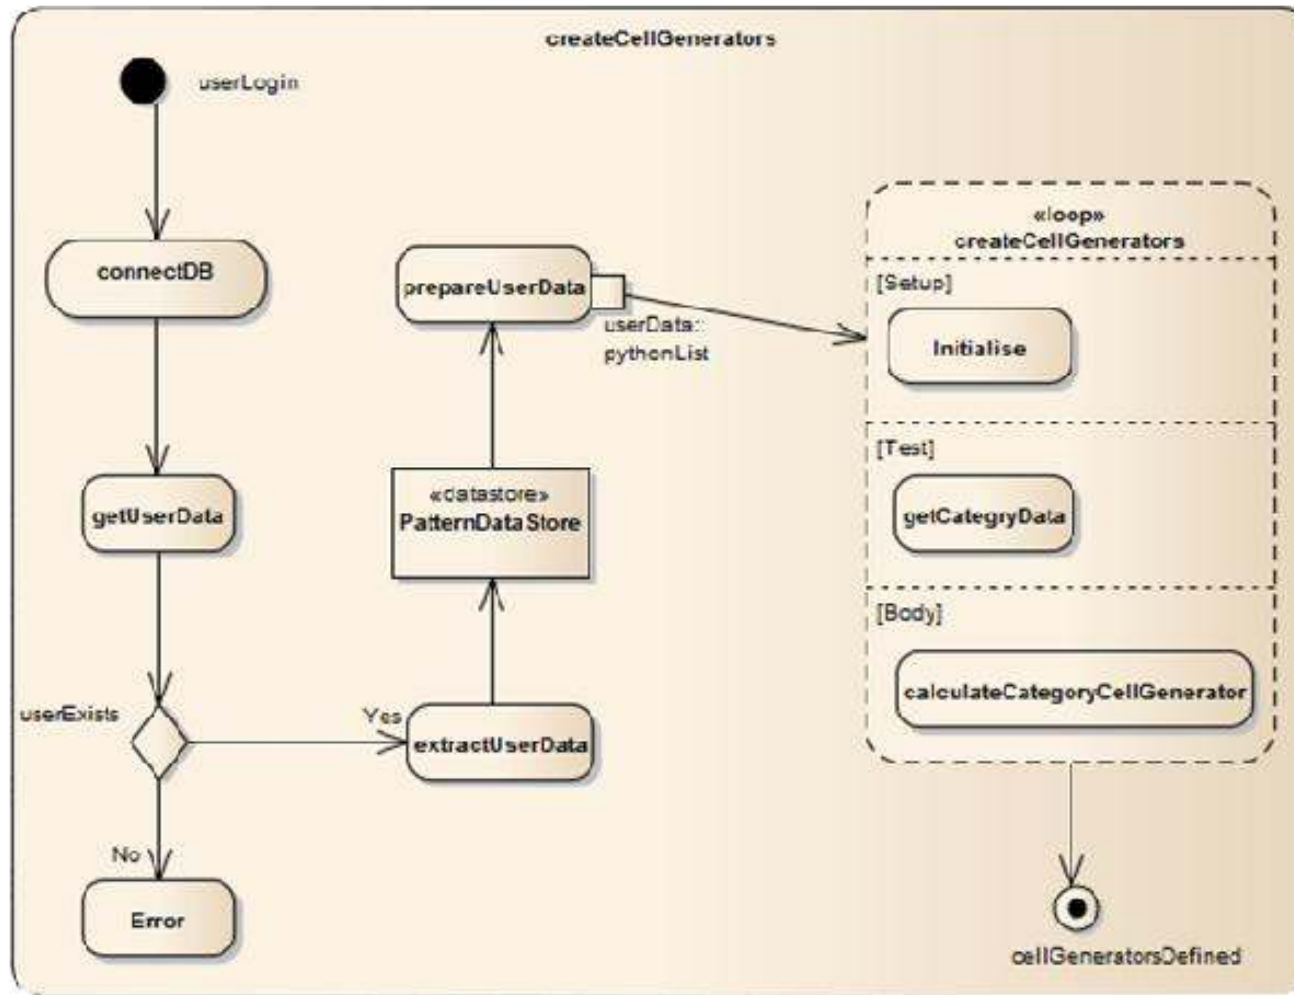 createCellGenerators
userLogin
connectDB
getUserData
userExists
No
Error
Yes
extractUserData
«datastore»
PatternDataStore
prepareUserData
userData::
pythonList
«loop»
createCellGenerators
[Setup]
Initialise
[Test]
getCategryData
[Body]
calculateCategoryCellGenerator
cellGeneratorsDefined